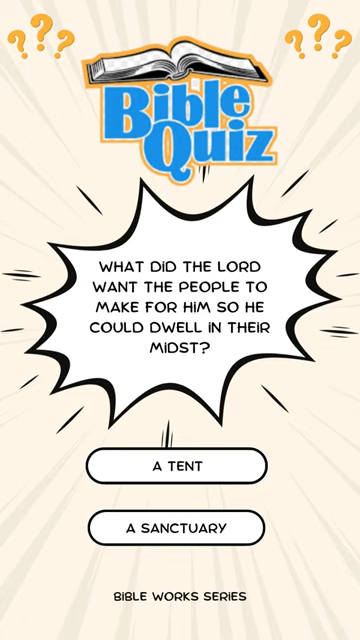 ? ? ?
? ? ?
Bible
Quiz
WHAT DID THE LORD
WANT THE PEOPLE TO
MAKE FOR HIM SO HE
COULD DWELL IN THEIR
MIDST?
A TENT
A SANCTUARY
BIBLE WORKS SERIES